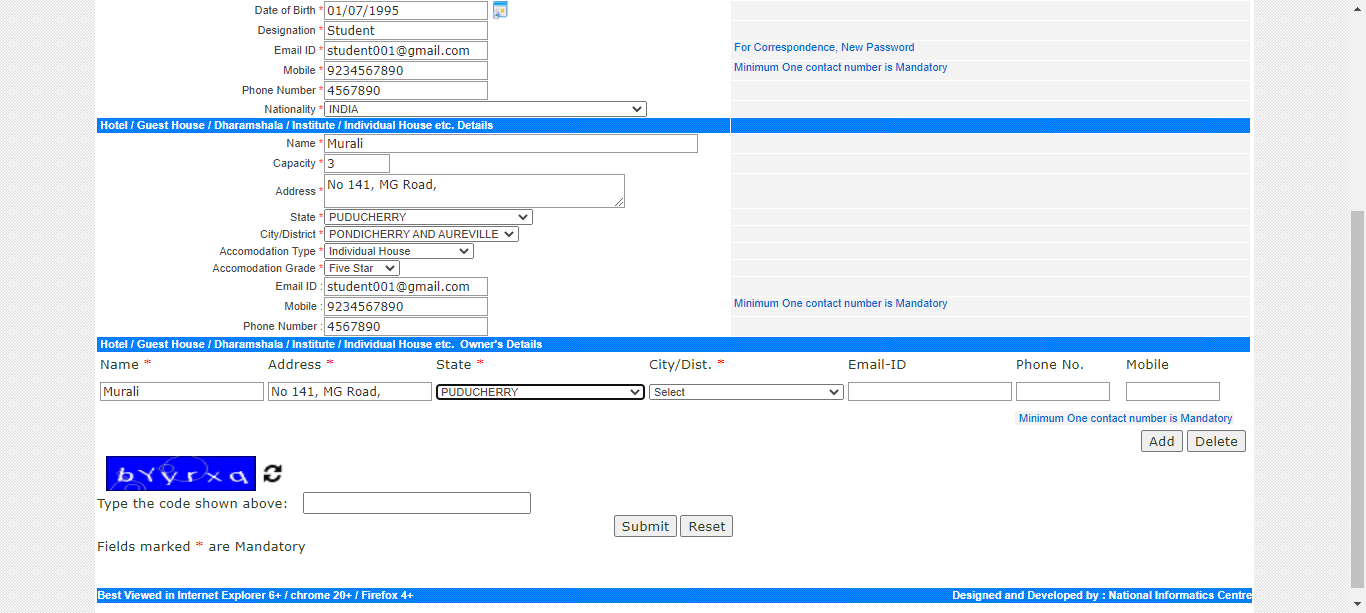 Date of Birth * 01/07/1995
Designation * Student
Email ID * student001@gmail.com For Correspondence, New Password
Mobile * 9234567890 Minimum One contact number is Mandatory
Phone Number * 4567890
Nationality * INDIA
Hotel / Guest House / Dharamshala / Institute / Individual House etc. Details
Name * Murali
Capacity * 3
Address * No 141, MG Road,
State * PUDUCHERRY
City/District * PONDICHERRY AND AUREVILLE
Accomodation Type * Individual House
Accomodation Grade * Five Star
Email ID : student001@gmail.com
Mobile : 9234567890 Minimum One contact number is Mandatory
Phone Number : 4567890
Hotel / Guest House / Dharamshala / Institute / Individual House etc. Owner's Details
Name * Address * State * City/Dist. * Email-ID Phone No. Mobile
Murali No 141, MG Road, PUDUCHERRY Select
Minimum One contact number is Mandatory
Add Delete
bYyrxq
Type the code shown above:
Submit Reset
Fields marked * are Mandatory
Best Viewed in Internet Explorer 6+ / chrome 20+ / Firefox 4+ Designed and Developed by : National Informatics Centre